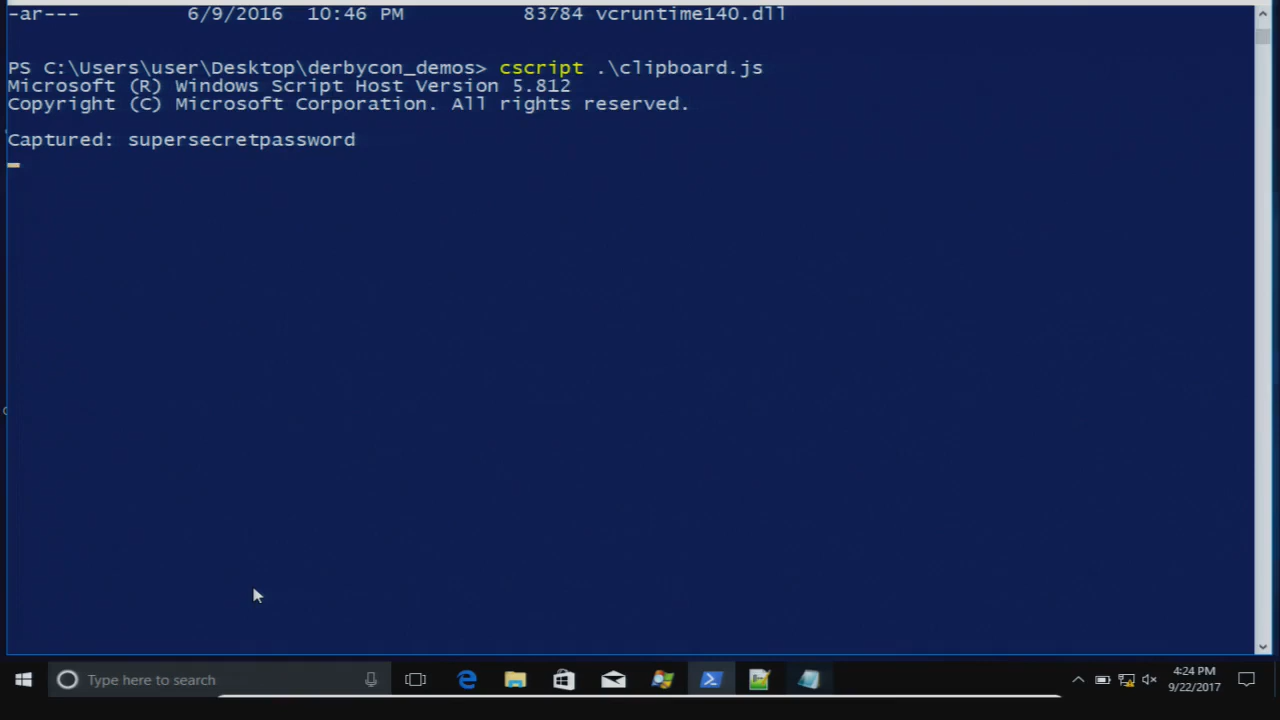 -ar--- 6/9/2016 10:46 PM 83784 vcruntime140.dll
PS C:\Users\user\Desktop\derbycon_demos> cscript .\clipboard.js
Microsoft (R) Windows Script Host Version 5.812
Copyright (C) Microsoft Corporation. All rights reserved.
Captured: supersecretpassword
Type here to search
4:24 PM
9/22/2017